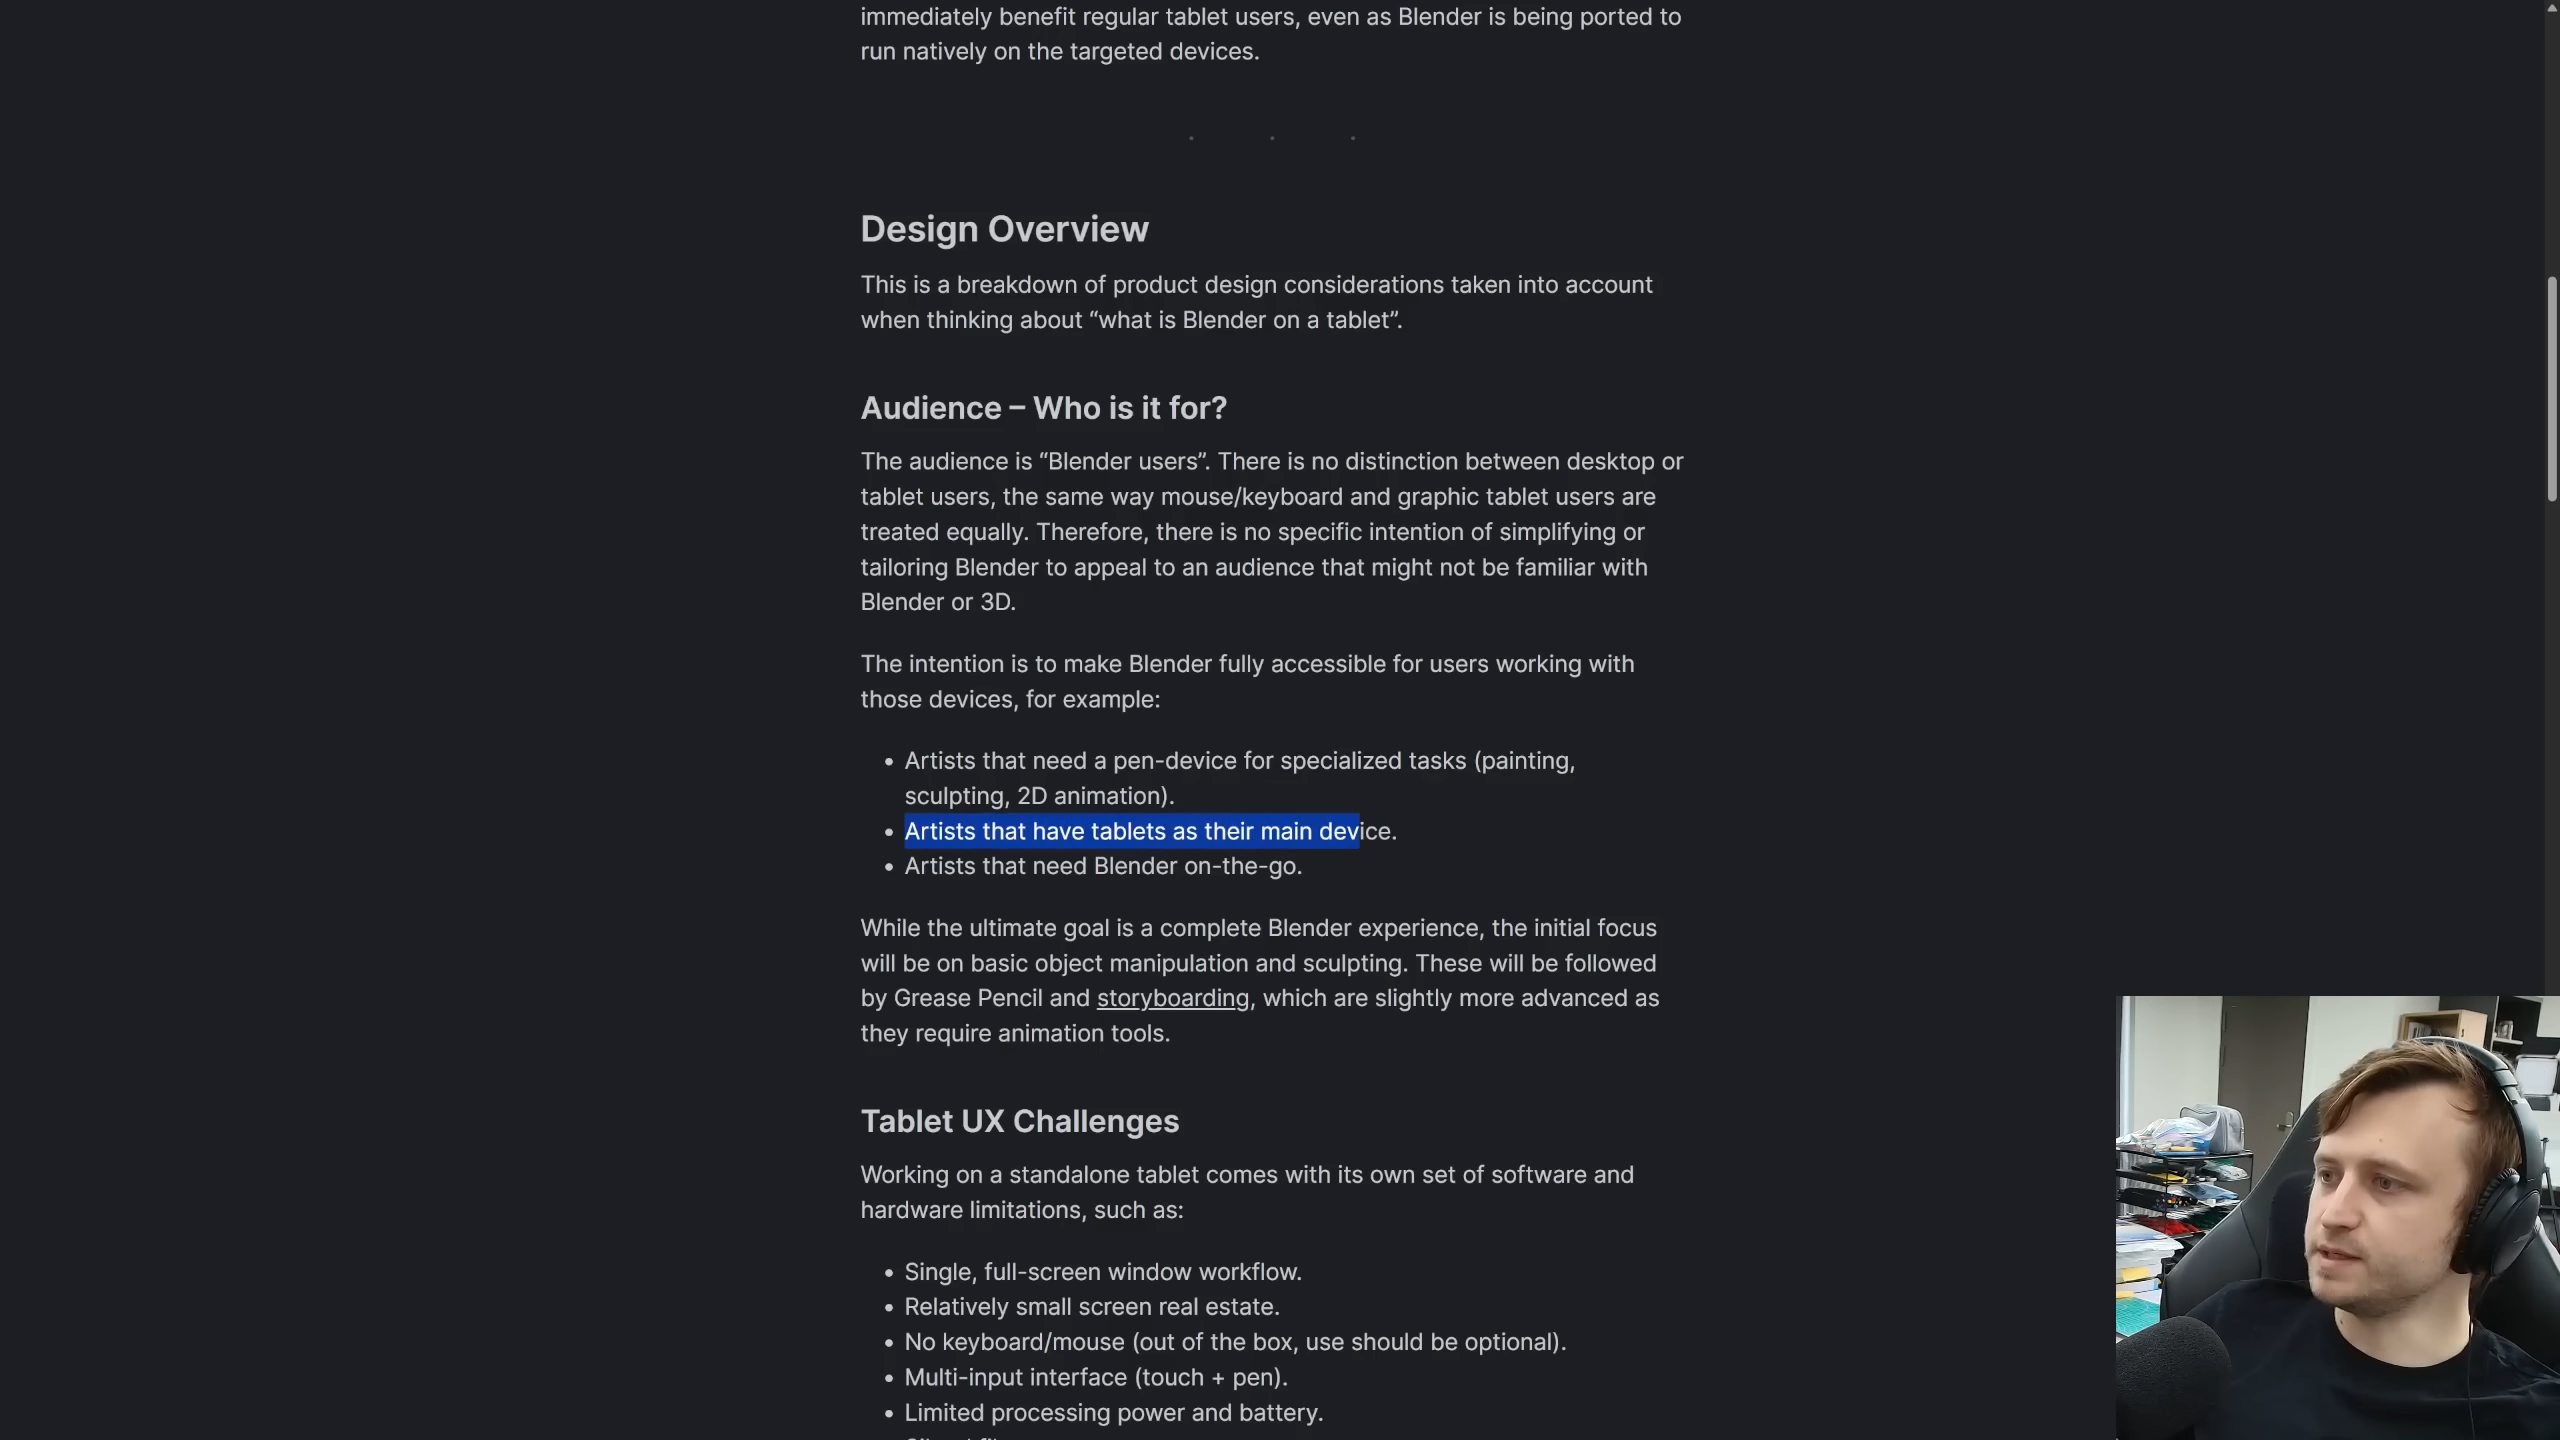 immediately benefit regular tablet users, even as Blender is being ported to
run natively on the targeted devices.
Design Overview
This is a breakdown of product design considerations taken into account
when thinking about “what is Blender on a tablet”.
Audience – Who is it for?
The audience is “Blender users”. There is no distinction between desktop or
tablet users, the same way mouse/keyboard and graphic tablet users are
treated equally. Therefore, there is no specific intention of simplifying or
tailoring Blender to appeal to an audience that might not be familiar with
Blender or 3D.
The intention is to make Blender fully accessible for users working with
those devices, for example:
• Artists that need a pen-device for specialized tasks (painting,
sculpting, 2D animation).
• Artists that have tablets as their main device.
• Artists that need Blender on-the-go.
While the ultimate goal is a complete Blender experience, the initial focus
will be on basic object manipulation and sculpting. These will be followed
by Grease Pencil and storyboarding, which are slightly more advanced as
they require animation tools.
Tablet UX Challenges
Working on a standalone tablet comes with its own set of software and
hardware limitations, such as:
• Single, full-screen window workflow.
• Relatively small screen real estate.
• No keyboard/mouse (out of the box, use should be optional).
• Multi-input interface (touch + pen).
• Limited processing power and battery.